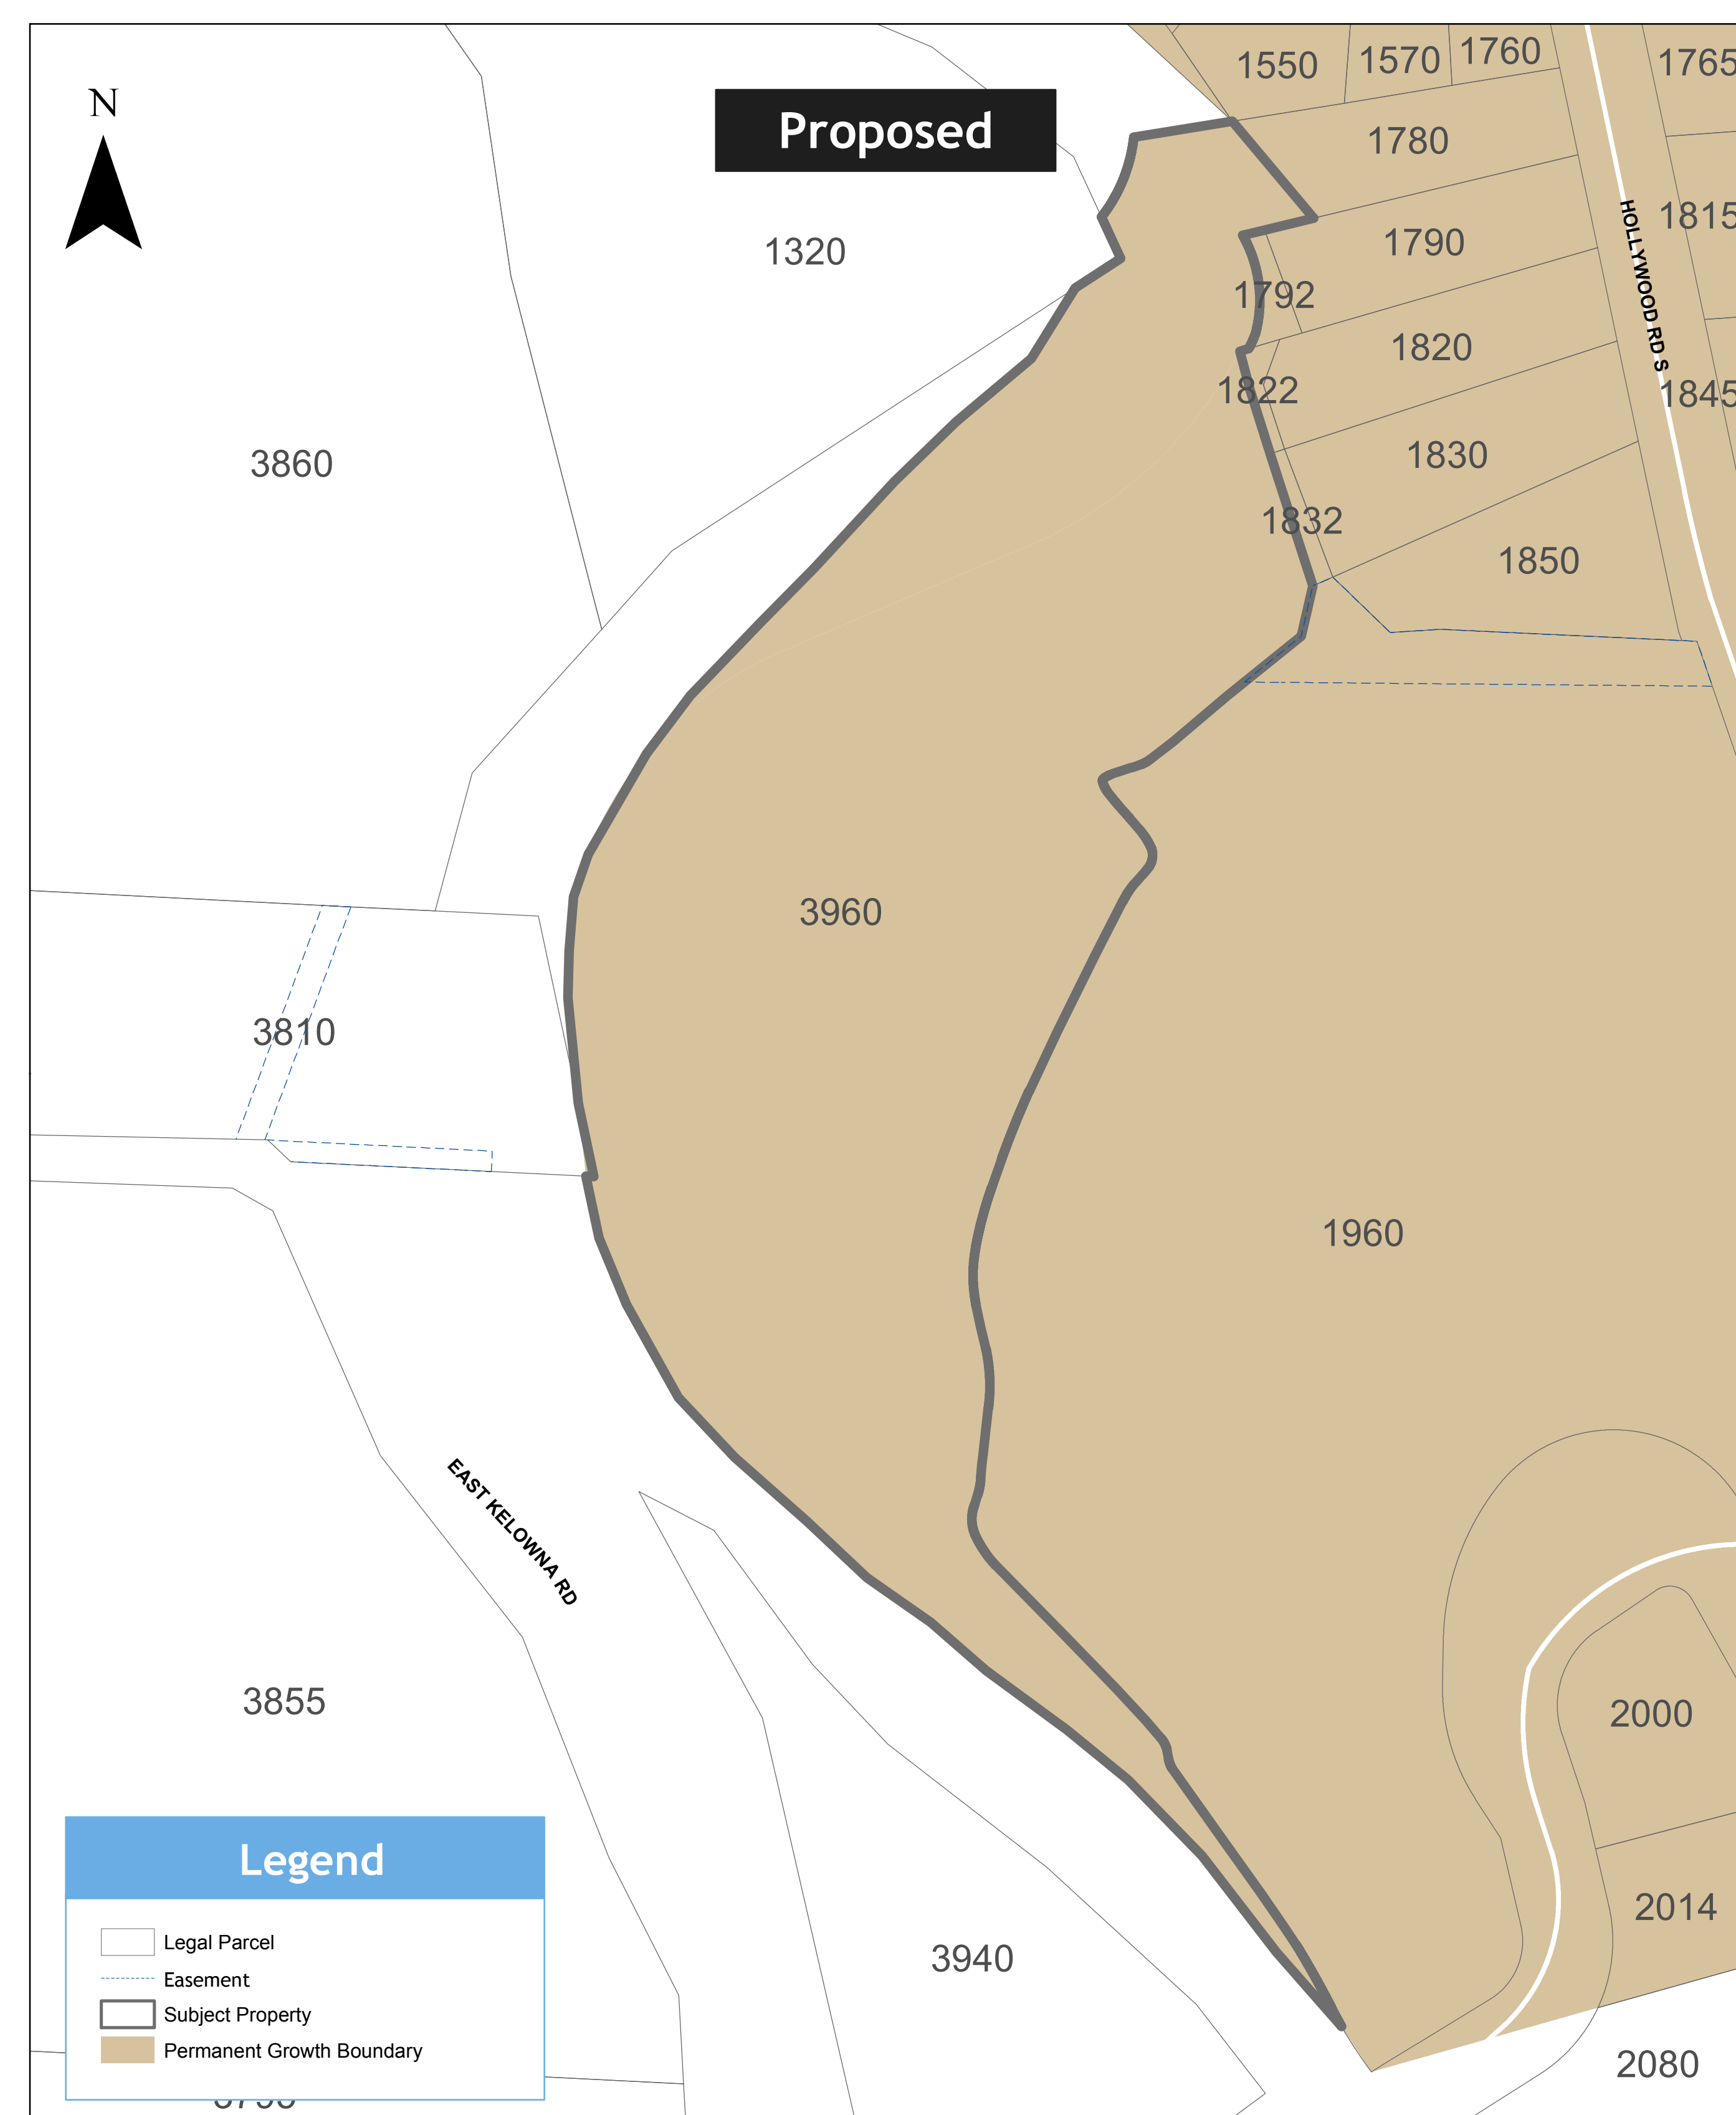 1550
1570
1760
1765
N
Proposed
1780
HOLLYWOOD RD S
1815
1320
1790
1792
1820
1822
1845
1830
3860
1832
1850
3960
3810
1960
EAST KELOWNA RD
3855
2000
Legend
2014
Legal Parcel
3940
Easement
Subject Property
Permanent Growth Boundary
2080